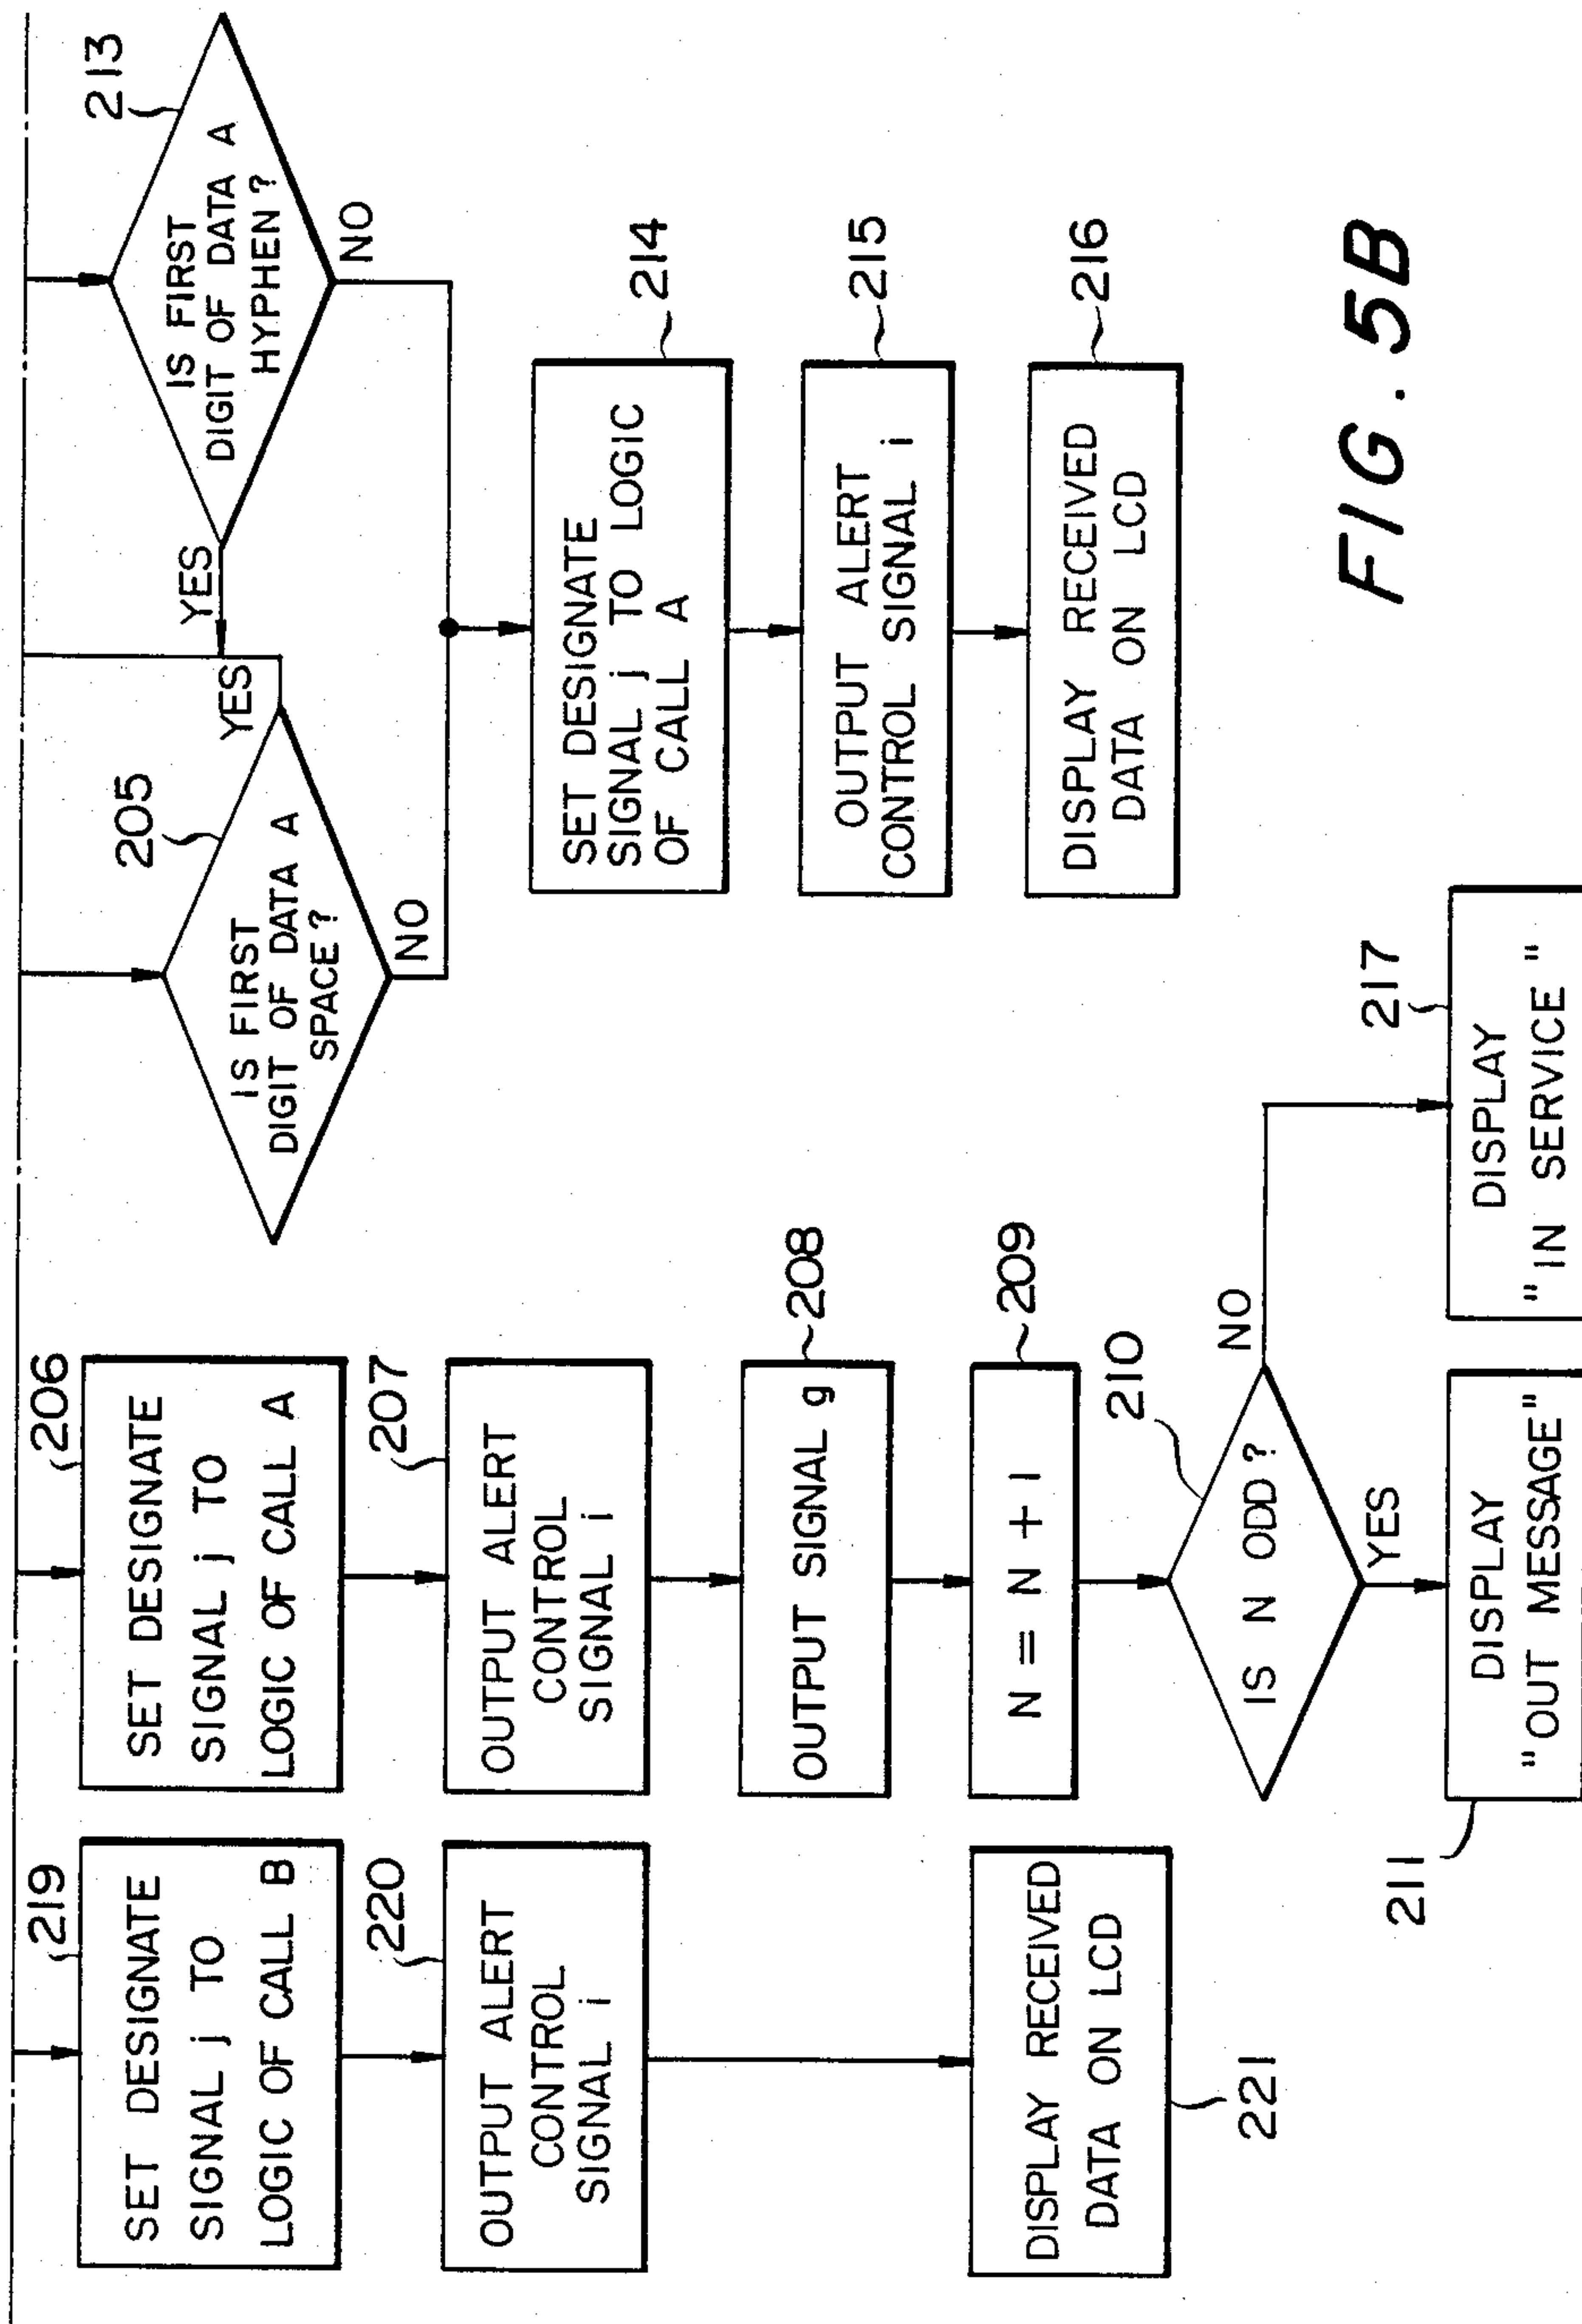 219
SET DESIGNATE
SIGNAL j TO
LOGIC OF CALL B
220
OUTPUT ALERT
CONTROL
SIGNAL i
DISPLAY RECEIVED
DATA ON LCD
221
206
SET DESIGNATE
SIGNAL j TO
LOGIC OF CALL A
207
OUTPUT ALERT
CONTROL
SIGNAL i
OUTPUT SIGNAL g
208
N = N + 1
209
210
IS N ODD?
NO
YES
DISPLAY
"OUT MESSAGE"
211
217
DISPLAY
"IN SERVICE"
205
IS FIRST
DIGIT OF DATA A
SPACE?
YES
NO
213
IS FIRST
DIGIT OF DATA A
HYPHEN?
YES
NO
SET DESIGNATE
SIGNAL j TO LOGIC
OF CALL A
214
OUTPUT ALERT
CONTROL SIGNAL i
215
DISPLAY RECEIVED
DATA ON LCD
216
FIG. 5B